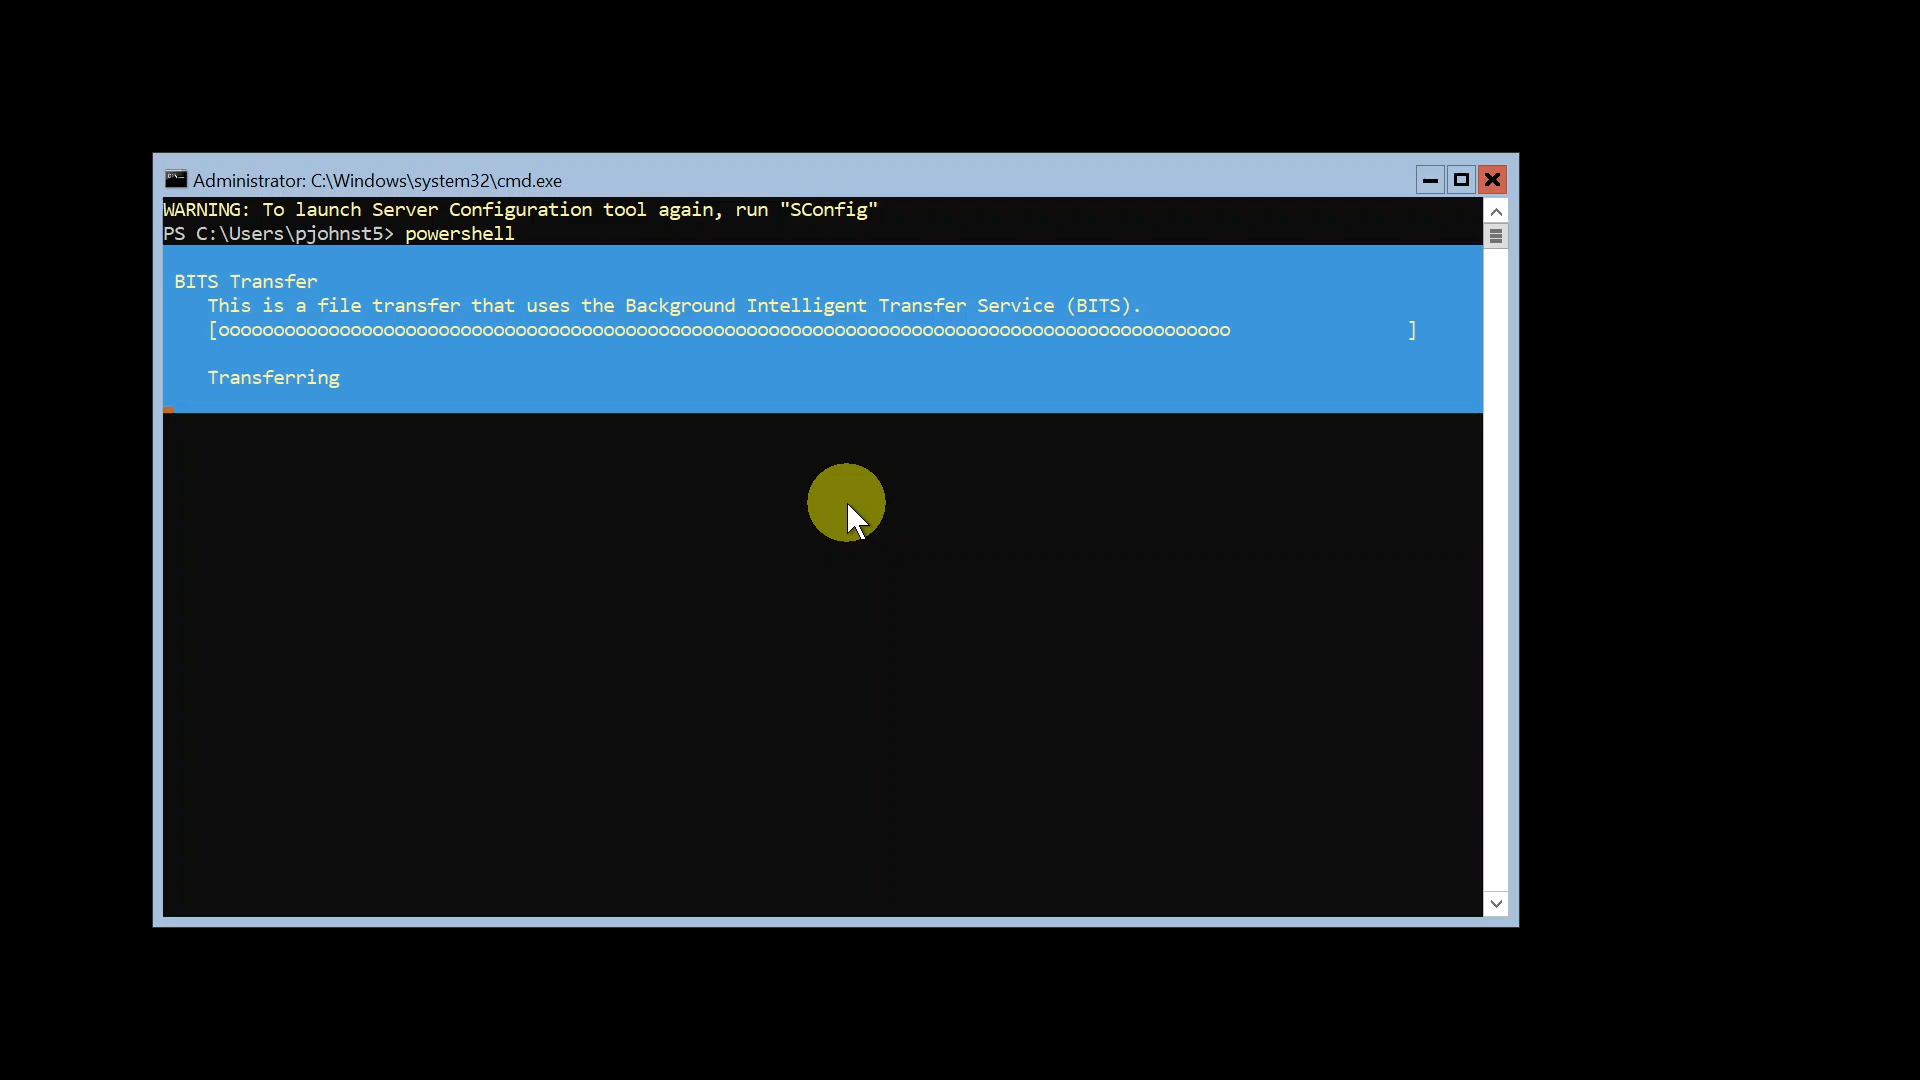 Administrator: C:\Windows\system32\cmd.exe
WARNING: To launch Server Configuration tool again, run "SConfig"
PS C:\Users\pjohnst5> powershell
BITS Transfer
This is a file transfer that uses the Background Intelligent Transfer Service (BITS).
[oooooooooooooooooooooooooooooooooooooooooooooooooooooooooooooooooooooooooooooooooooooooooooo                ]
Transferring